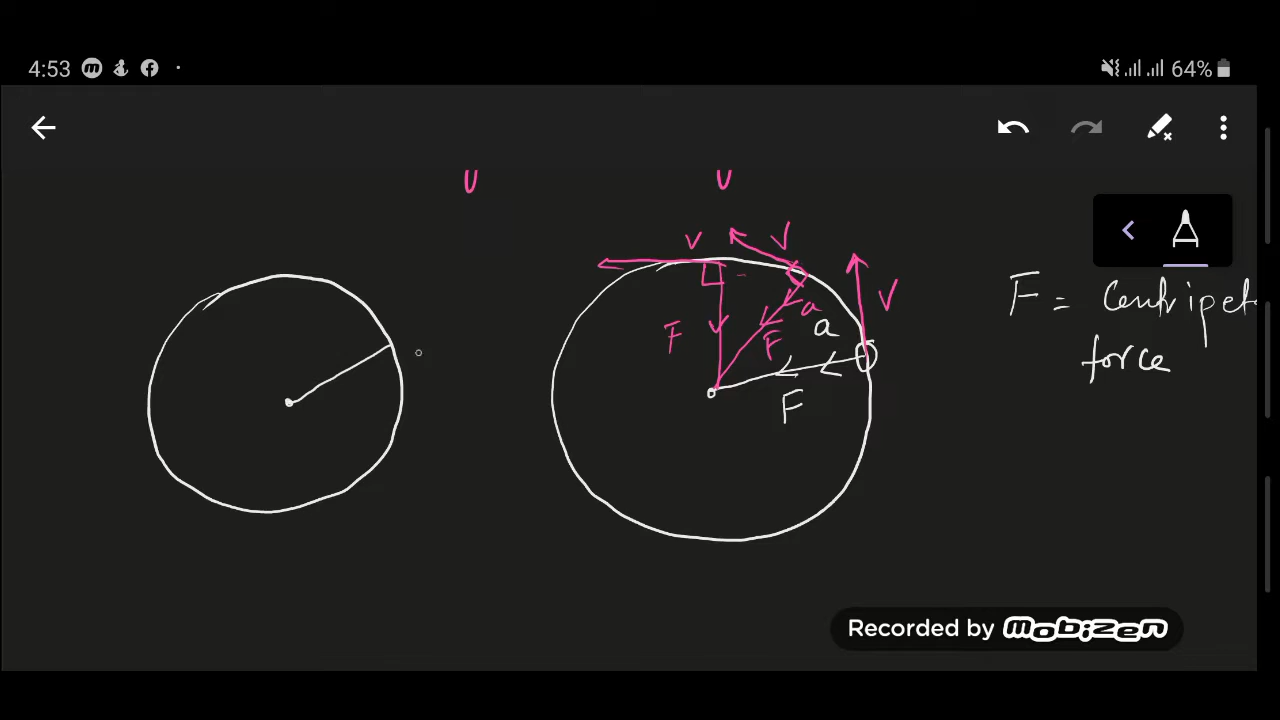 4:53
64%
U U
V V
F F a V
a
F
F = Centripet
force
Recorded by MOBIZEN